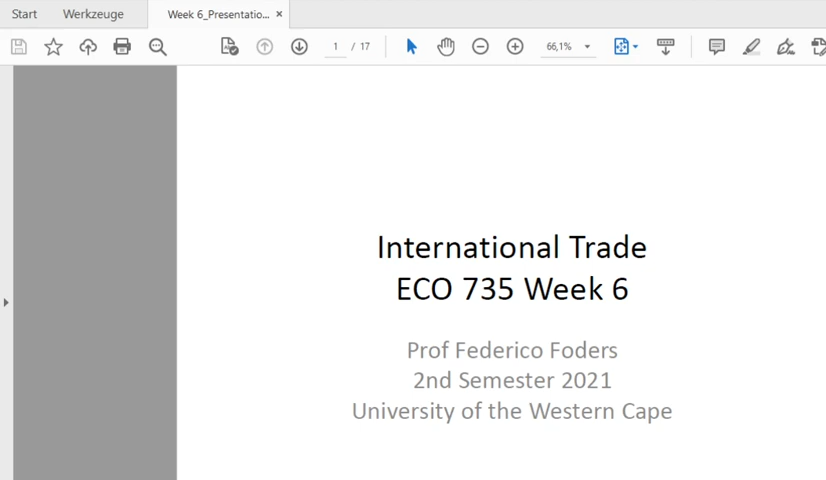 Start Werkzeuge Week 6_Presentatio... ×
1 / 17 66,1%
International Trade
ECO 735 Week 6
Prof Federico Foders
2nd Semester 2021
University of the Western Cape